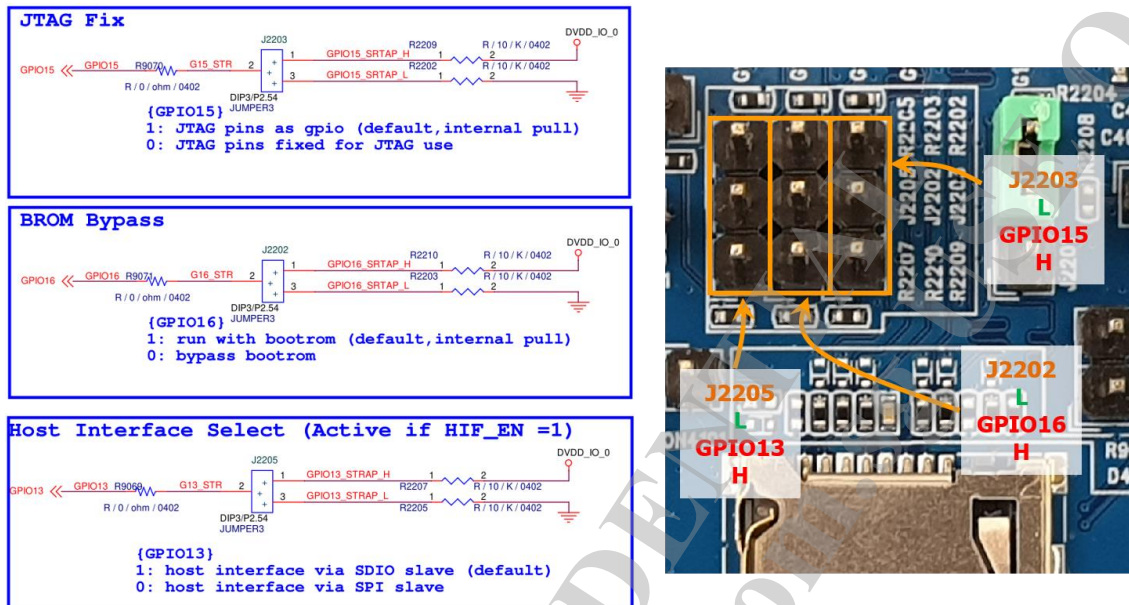 JTAG Fix
GPIO15
GPIO15
R9070
G15_STR
R / 0 / ohm / 0402
J2203
2
1
3
GPIO15_SRTAP_H
GPIO15_SRTAP_L
R2209
R2202
1
2
1
2
R / 10 / K / 0402
R / 10 / K / 0402
DVDD_IO_0
DIP3/P2.54
JUMPER3
{GPIO15}
1: JTAG pins as gpio (default,internal pull)
0: JTAG pins fixed for JTAG use
BROM Bypass
GPIO16
GPIO16
R9071
G16_STR
R / 0 / ohm / 0402
J2202
2
1
3
GPIO16_SRTAP_H
GPIO16_SRTAP_L
R2210
R2203
1
2
1
2
R / 10 / K / 0402
R / 10 / K / 0402
DVDD_IO_0
DIP3/P2.54
JUMPER3
{GPIO16}
1: run with bootrom (default,internal pull)
0: bypass bootrom
Host Interface Select (Active if HIF_EN =1)
GPIO13
GPIO13
R9069
G13_STR
R / 0 / ohm / 0402
J2205
2
1
3
GPIO13_STRAP_H
GPIO13_STRAP_L
R2207
R2205
1
2
1
2
R / 10 / K / 0402
R / 10 / K / 0402
DVDD_IO_0
DIP3/P2.54
JUMPER3
{GPIO13}
1: host interface via SDIO slave (default)
0: host interface via SPI slave
R2205
R2203
R2202
J2205
J2202
J2203
R2207
R2210
R2209
R2204
R2208
J2203
L
GPIO15
H
J2205
L
GPIO13
H
J2202
L
GPIO16
H